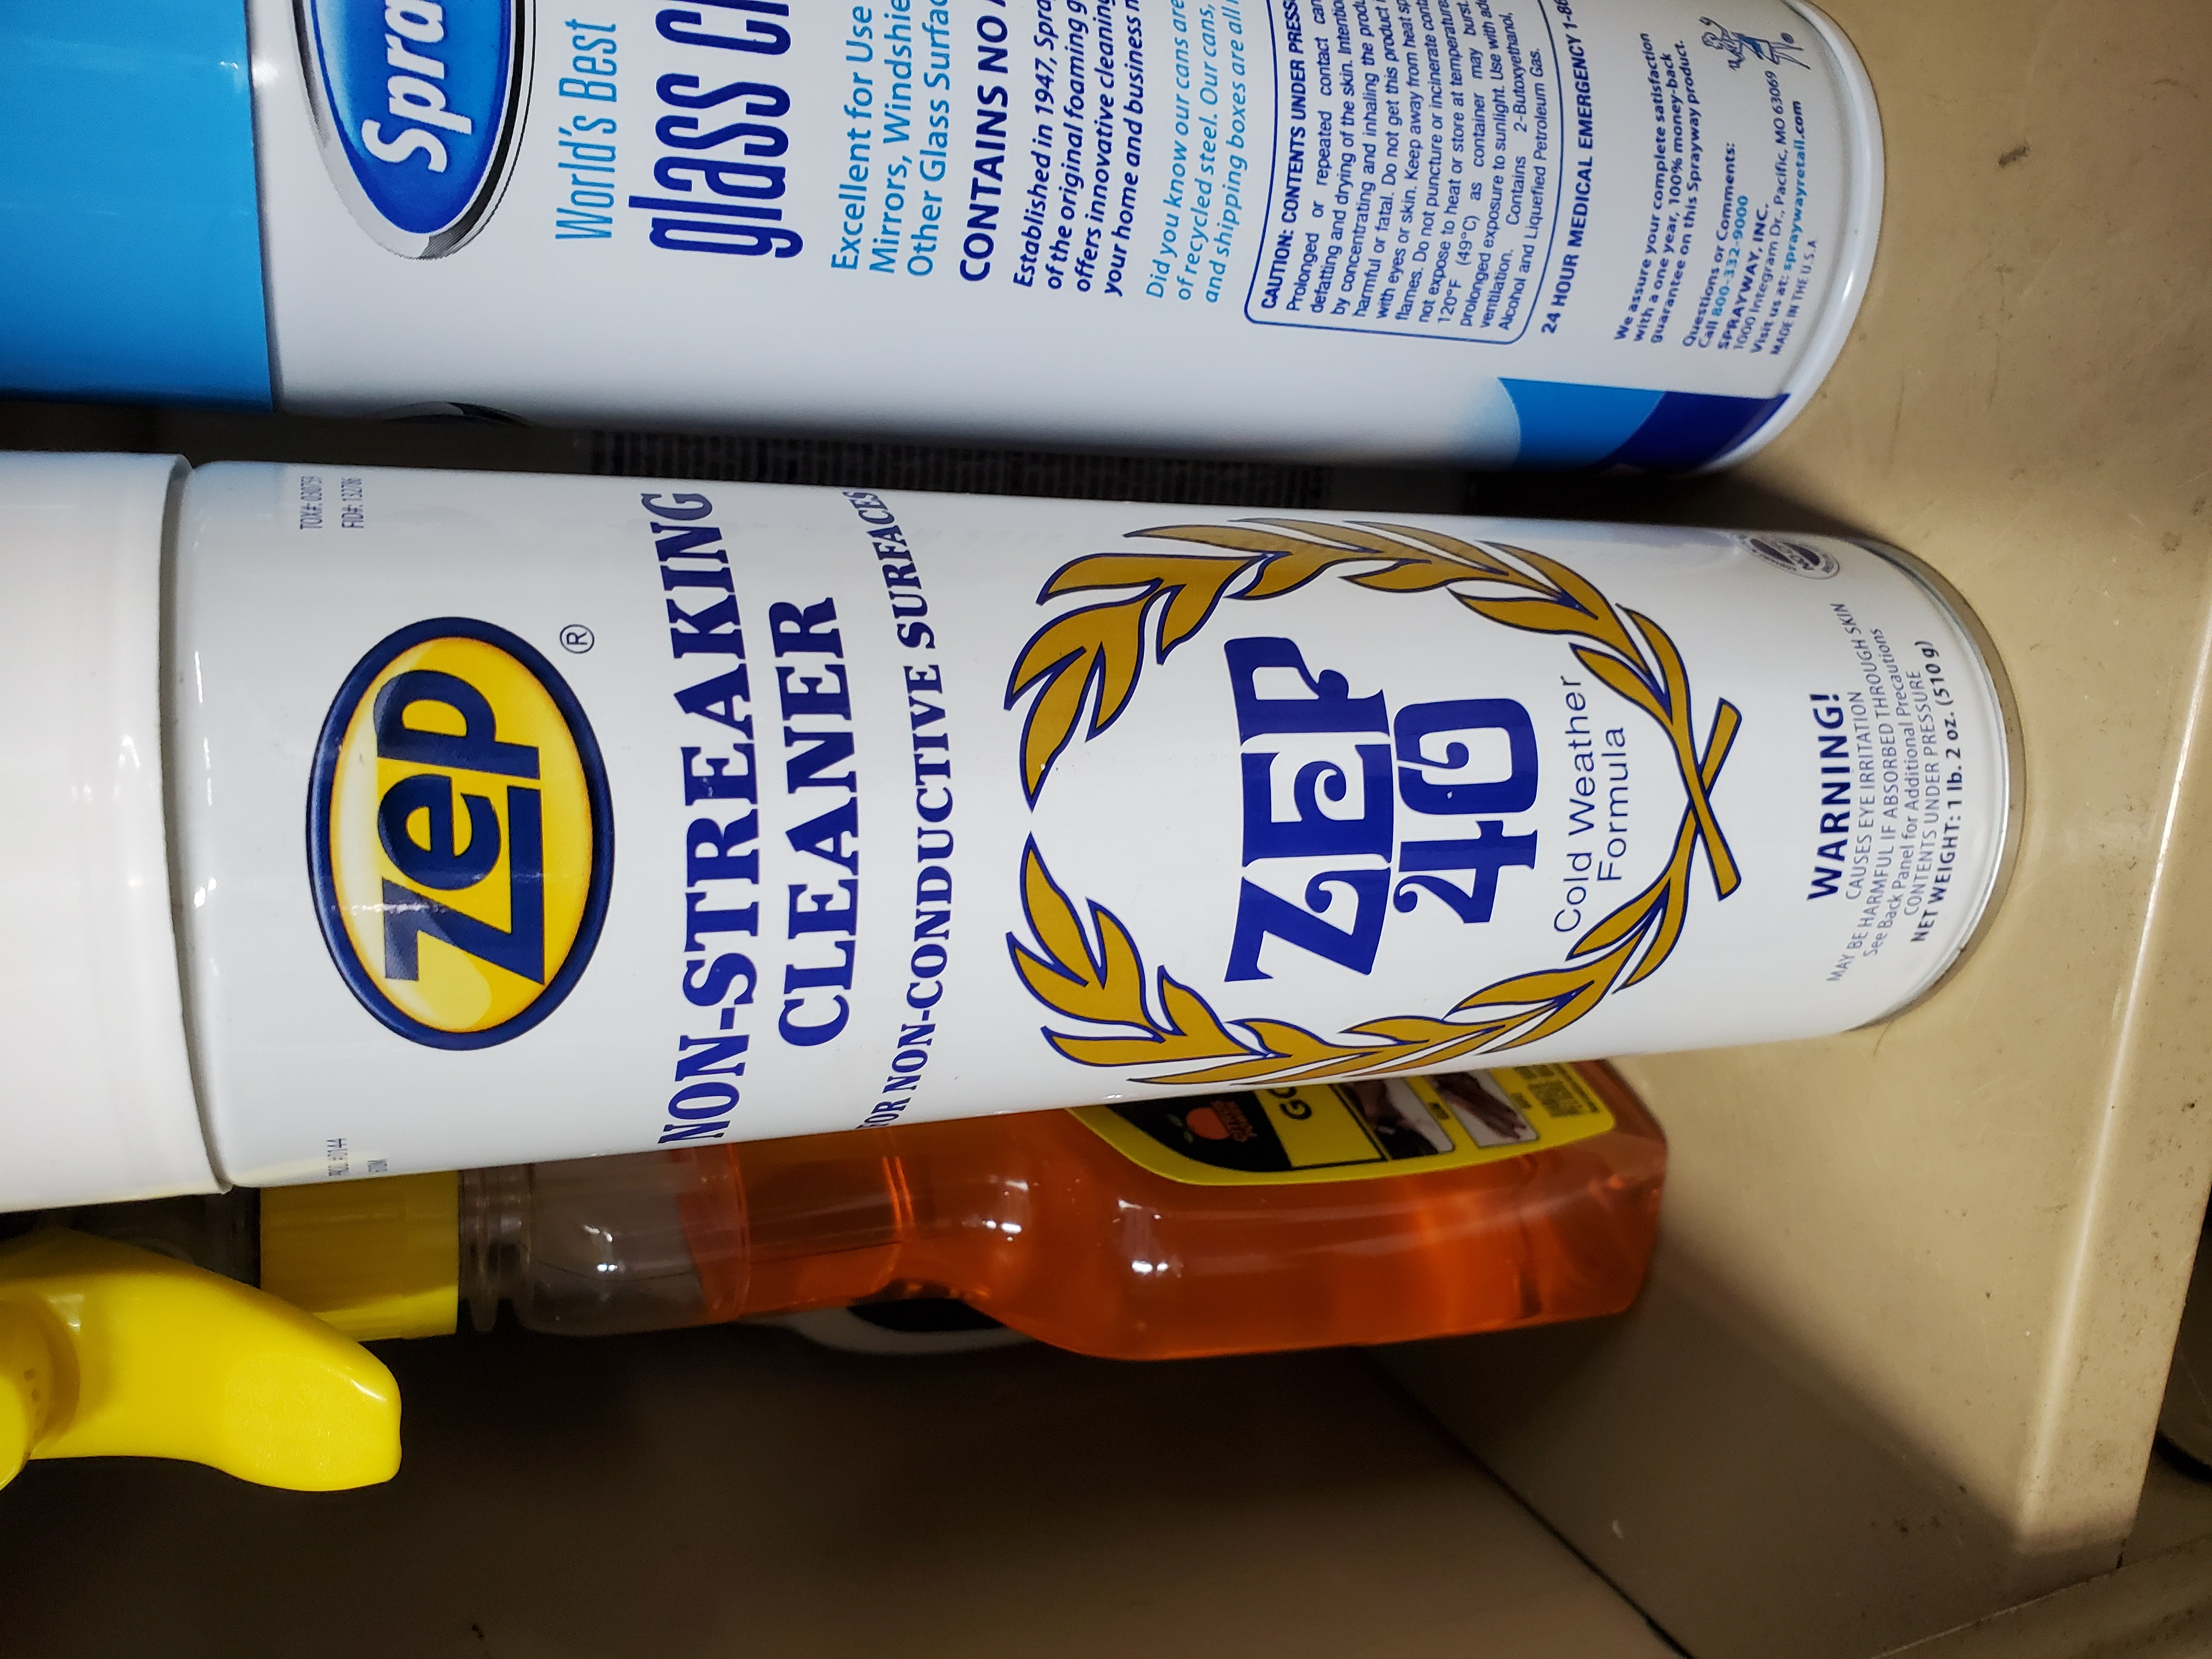 zep
®
NON-STREAKING
CLEANER
FOR NON-CONDUCTIVE SURFACES
ZEP
40
Cold Weather
Formula
WARNING!
CAUSES EYE IRRITATION
MAY BE HARMFUL IF ABSORBED THROUGH SKIN
See Back Panel for Additional Precautions
CONTENTS UNDER PRESSURE
NET WEIGHT: 1 lb. 2 oz. (510 g)
Spra
World's Best
glass cl
Excellent for Use
Mirrors, Windshie
Other Glass Surfac
CONTAINS NO A
Established in 1947, Spra
of the original foaming g
offers innovative cleaning
your home and business n
Did you know our cans are
of recycled steel. Our cans,
and shipping boxes are all
CAUTION: CONTENTS UNDER PRESS
Prolonged or repeated contact can
defatting and drying of the skin. Intentio
by concentrating and inhaling the produ
harmful or fatal. Do not get this product
with eyes or skin. Keep away from heat sp
flames. Do not puncture or incinerate cont
not expose to heat or store at temperature
120°F (49°C) as container may burst.
prolonged exposure to sunlight. Use with ad
ventilation. Contains 2-Butoxyethanol,
Alcohol and Liquefied Petroleum Gas.
24 HOUR MEDICAL EMERGENCY 1-86
We assure your complete satisfaction
with a one year, 100% money-back
guarantee on this Sprayway product.
Questions or Comments:
Call 800-332-9000
SPRAYWAY, INC.
1000 Integram Dr., Pacific, MO 63069
Visit us at: spraywayretail.com
MADE IN THE U.S.A.
GO